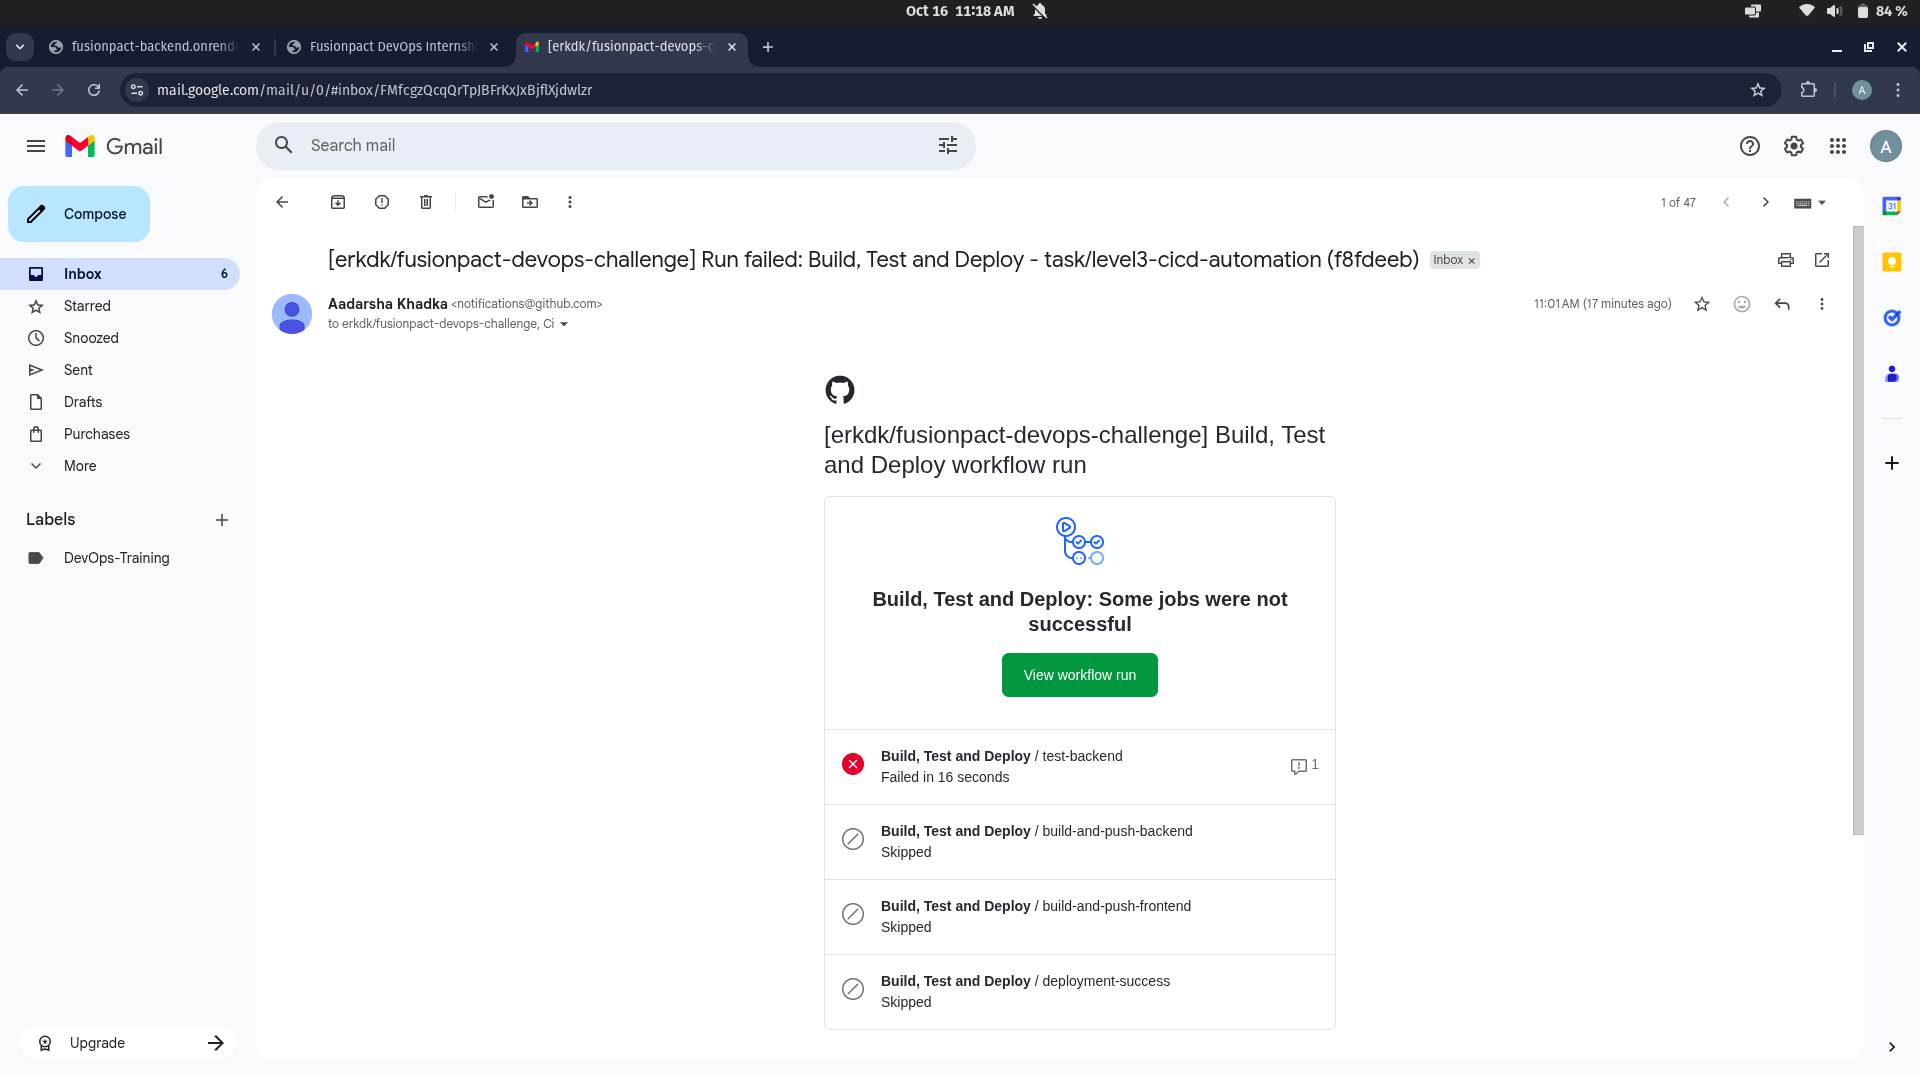 Oct 16 11:18 AM
84 %
fusionpact-backend.onrend
Fusionpact DevOps Internsh
[erkdk/fusionpact-devops-c
mail.google.com/mail/u/0/#inbox/FMfcgzQcqQrTpJBFrKxJxBjflXjdwlzr
A
Gmail
Search mail
A
Compose
1 of 47
31
Inbox 6
Starred
Snoozed
Sent
Drafts
Purchases
More
Labels
DevOps-Training
Upgrade
[erkdk/fusionpact-devops-challenge] Run failed: Build, Test and Deploy - task/level3-cicd-automation (f8fdeeb) Inbox ×
Aadarsha Khadka <notifications@github.com>
11:01 AM (17 minutes ago)
to erkdk/fusionpact-devops-challenge, Ci
[erkdk/fusionpact-devops-challenge] Build, Test
and Deploy workflow run
Build, Test and Deploy: Some jobs were not
successful
View workflow run
Build, Test and Deploy / test-backend
Failed in 16 seconds
1
Build, Test and Deploy / build-and-push-backend
Skipped
Build, Test and Deploy / build-and-push-frontend
Skipped
Build, Test and Deploy / deployment-success
Skipped